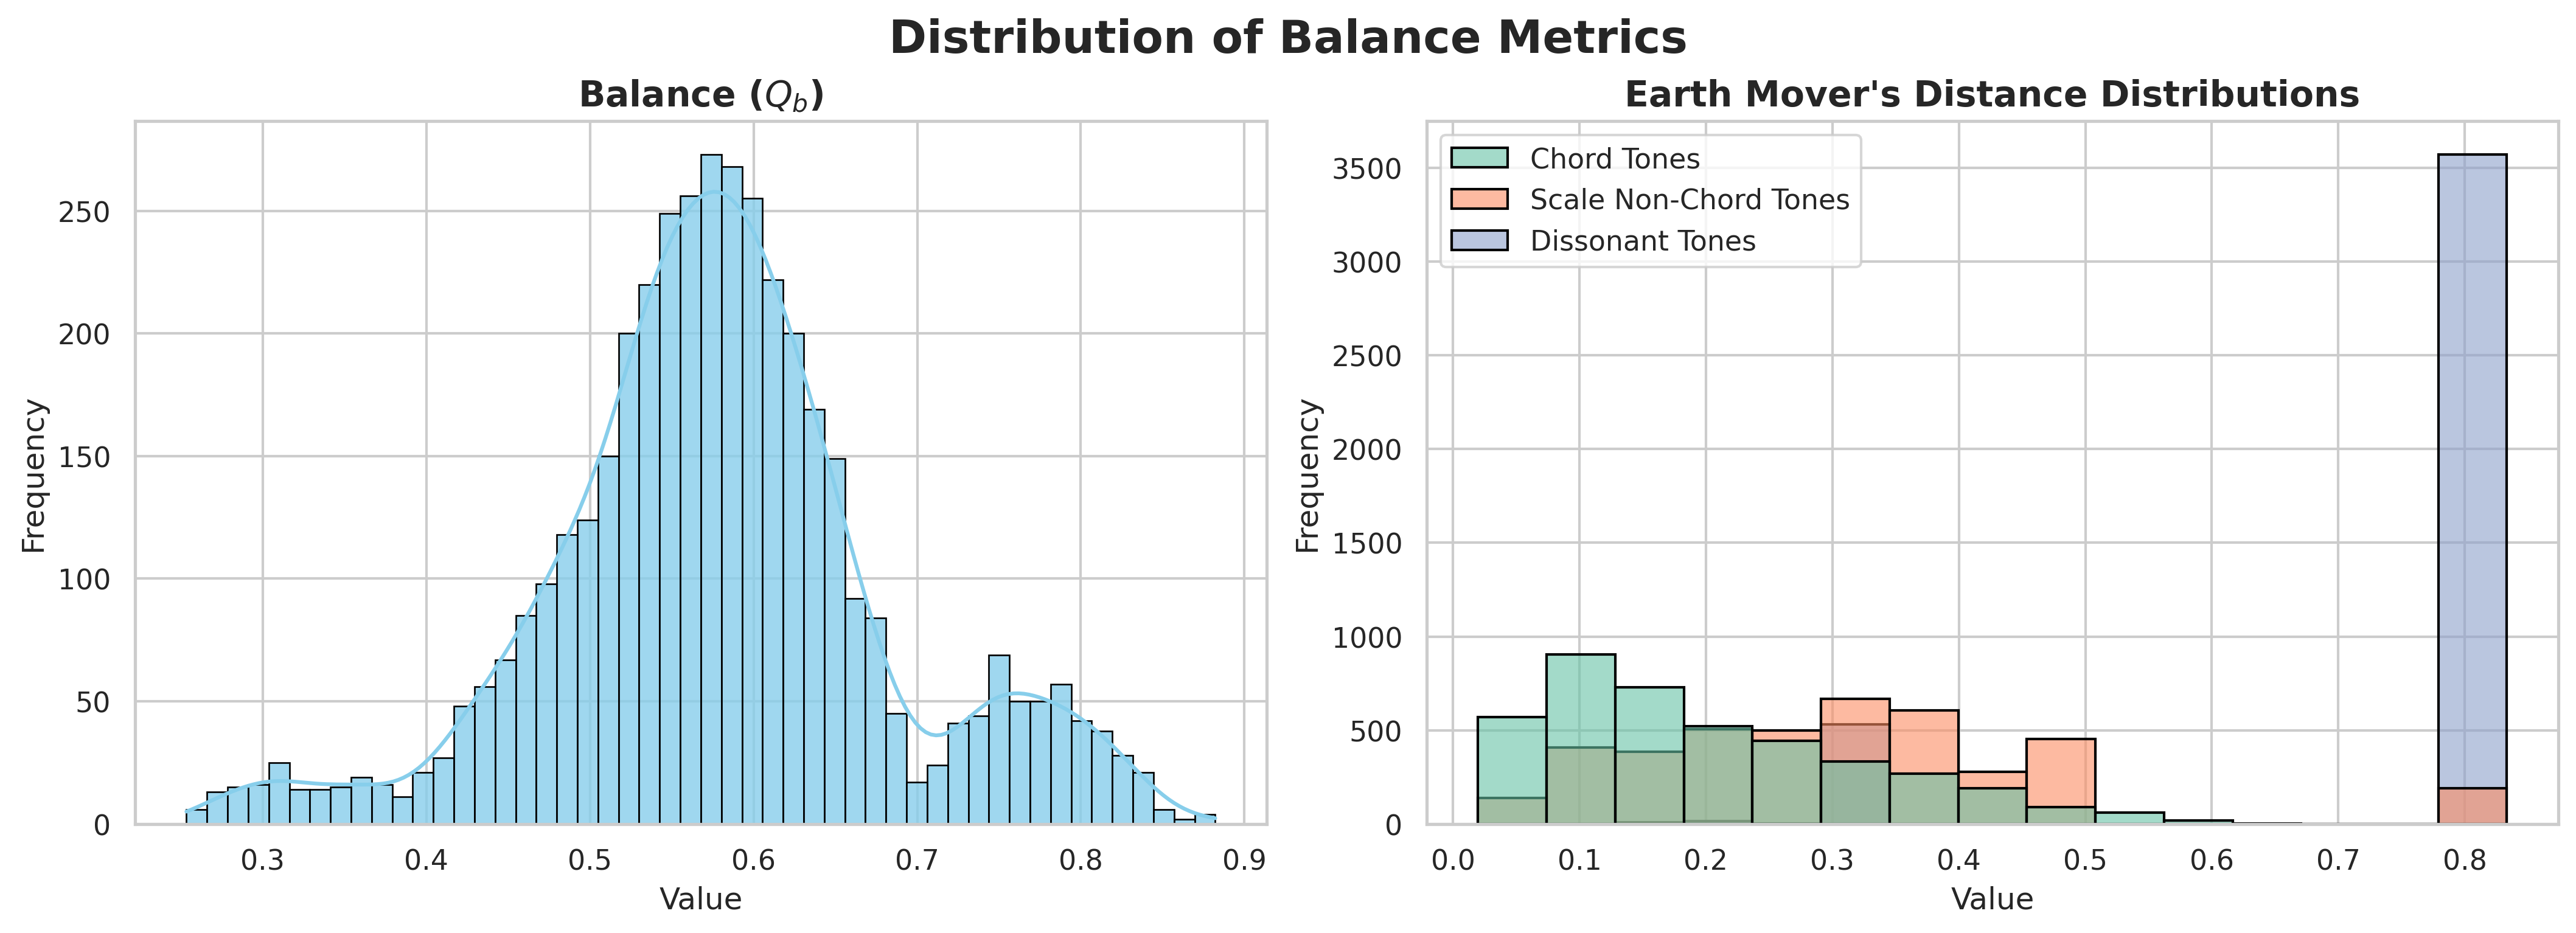 Distribution of Balance Metrics
Balance (Q_b)
Frequency
250
200
150
100
50
0
0.3 0.4 0.5 0.6 0.7 0.8 0.9
Value
Earth Mover's Distance Distributions
Chord Tones
Scale Non-Chord Tones
Dissonant Tones
Frequency
3500
3000
2500
2000
1500
1000
500
0
0.0 0.1 0.2 0.3 0.4 0.5 0.6 0.7 0.8
Value